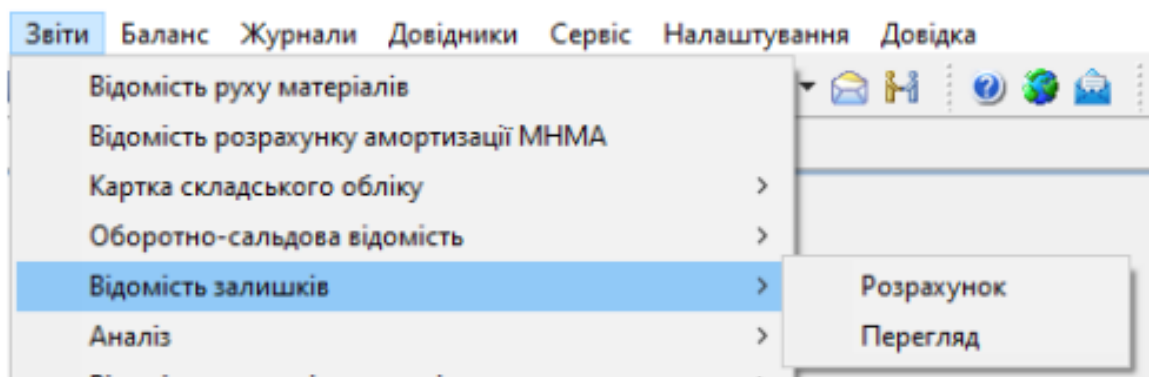 Звіти Баланс Журнали Довідники Сервіс Налаштування Довідка
Відомість руху матеріалів
Відомість розрахунку амортизації МНМА
Картка складського обліку
Оборотно-сальдова відомість
Відомість залишків
Розрахунок
Аналіз
Перегляд